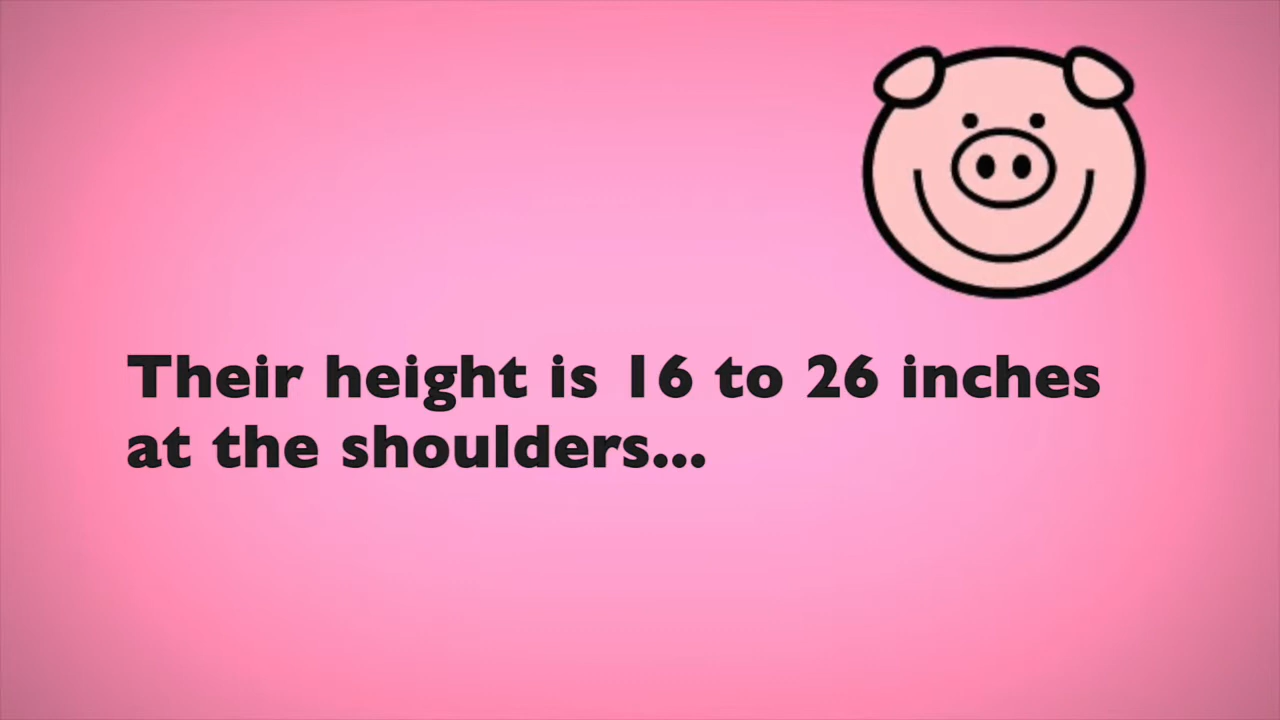 Their height is 16 to 26 inches
at the shoulders...